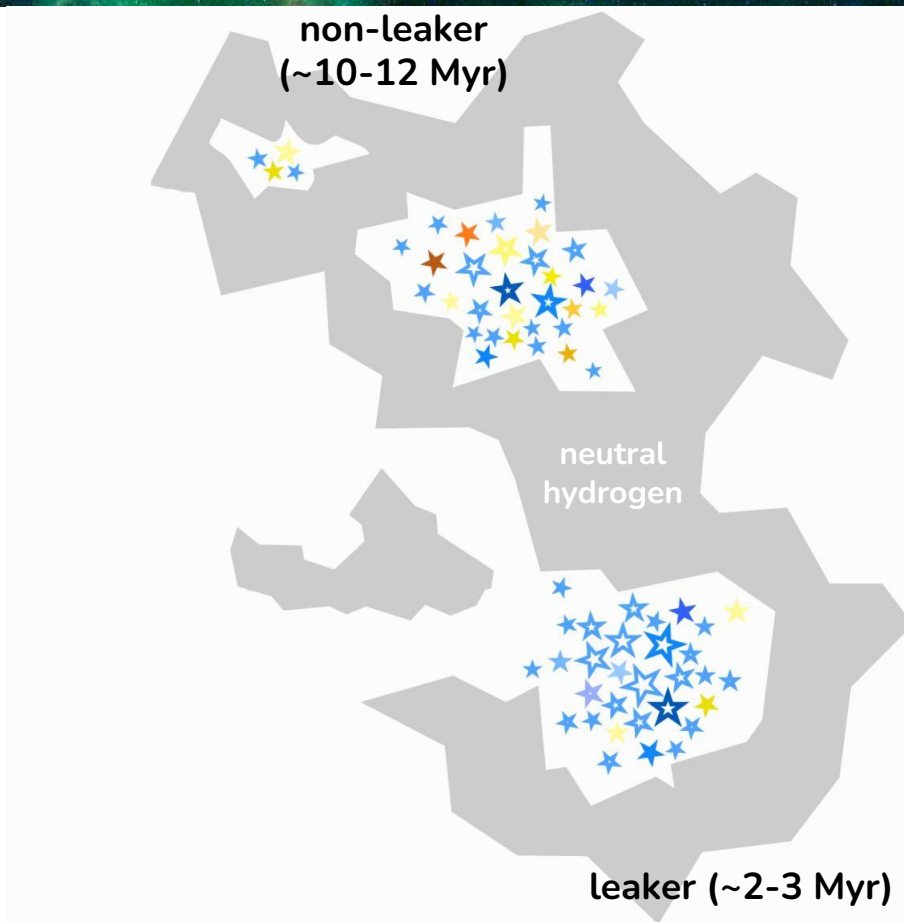 non-leaker
(~10-12 Myr)
neutral
hydrogen
leaker (~2-3 Myr)